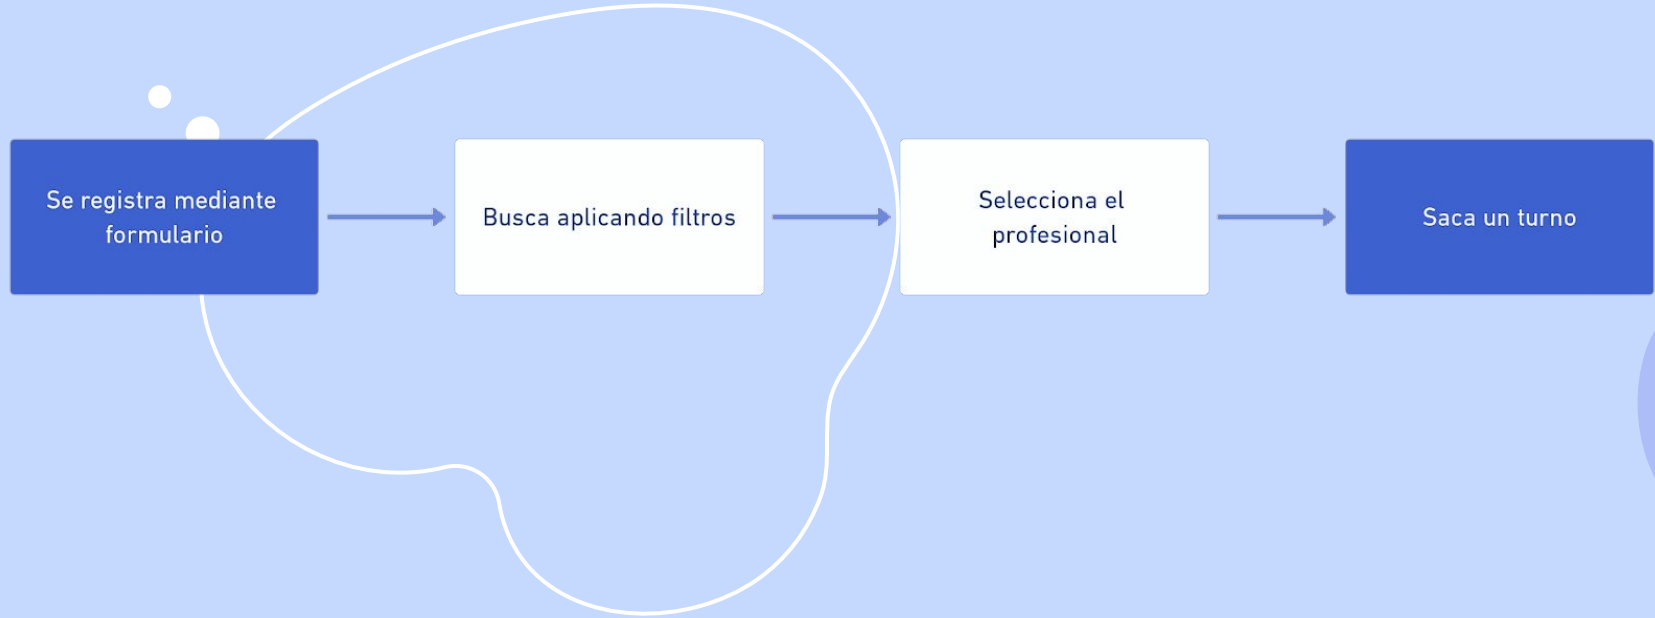 Se registra mediante
formulario
Busca aplicando filtros
Selecciona el
profesional
Saca un turno